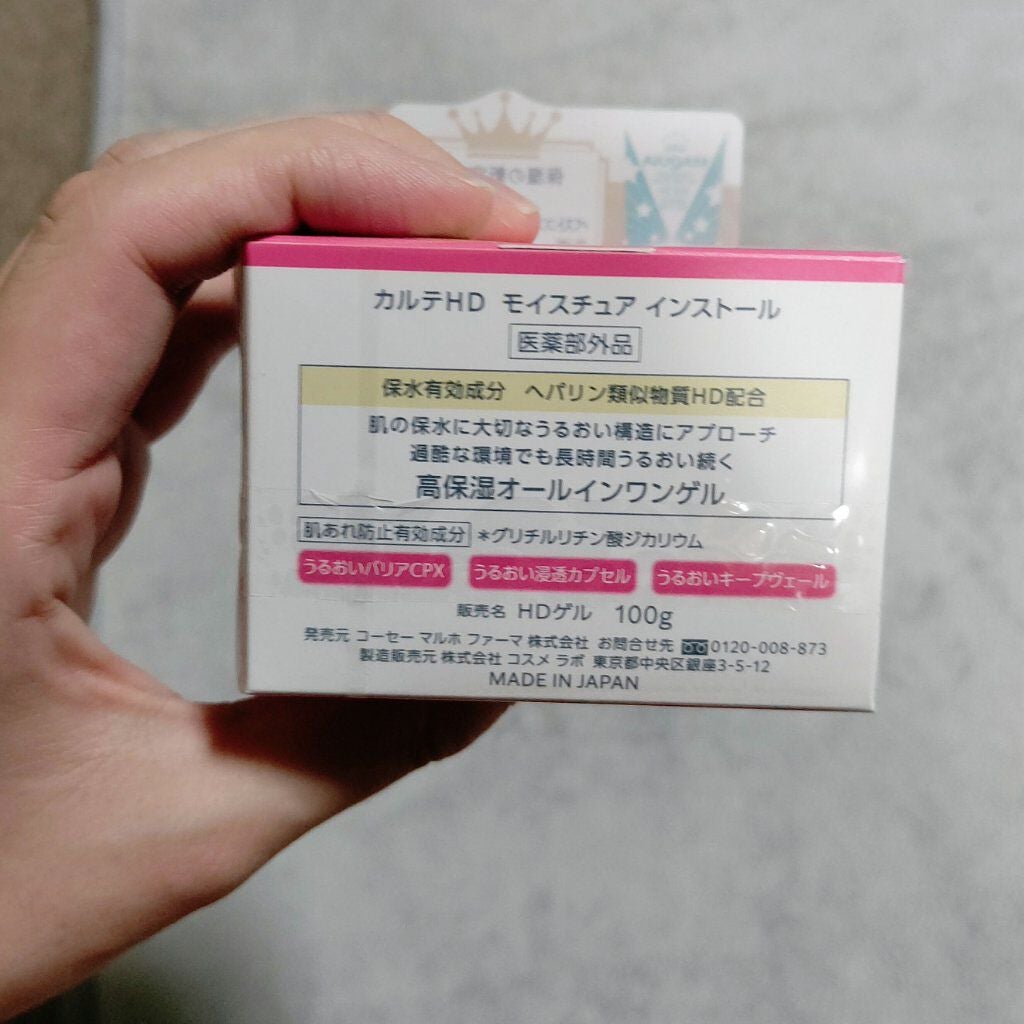 カルテHD モイスチュア インストール
医薬部外品
保水有効成分 ヘパリン類似物質HD配合
肌の保水に大切なうるおい構造にアプローチ
過酷な環境でも長時間うるおい続く
高保湿オールインワンゲル
肌あれ防止有効成分 *グリチルリチン酸ジカリウム
うるおいバリアCPX うるおい浸透カプセル うるおいキープヴェール
販売名 HDゲル 100g
発売元 コーセー マルホ ファーマ 株式会社 お問合せ先 0120-008-873
製造販売元 株式会社 コスメ ラボ 東京都中央区銀座3-5-12
MADE IN JAPAN